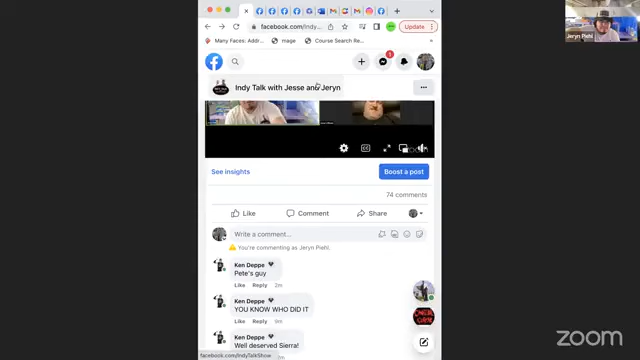 facebook.com/Indy...
Update
Many Faces: Addr...
mage
Course Search Re...
1
Jeryn Piehl
Indy Talk with Jesse and Jeryn
zoom
See insights
Boost a post
74 comments
Like
Comment
Share
Write a comment...
You're commenting as Jeryn Piehl.
Ken Deppe
Pete's guy
Like Reply 2m
Ken Deppe
YOU KNOW WHO DID IT
Like Reply 9m
Ken Deppe
Well deserved Sierra!
facebook.com/IndyTalkShow
zoom